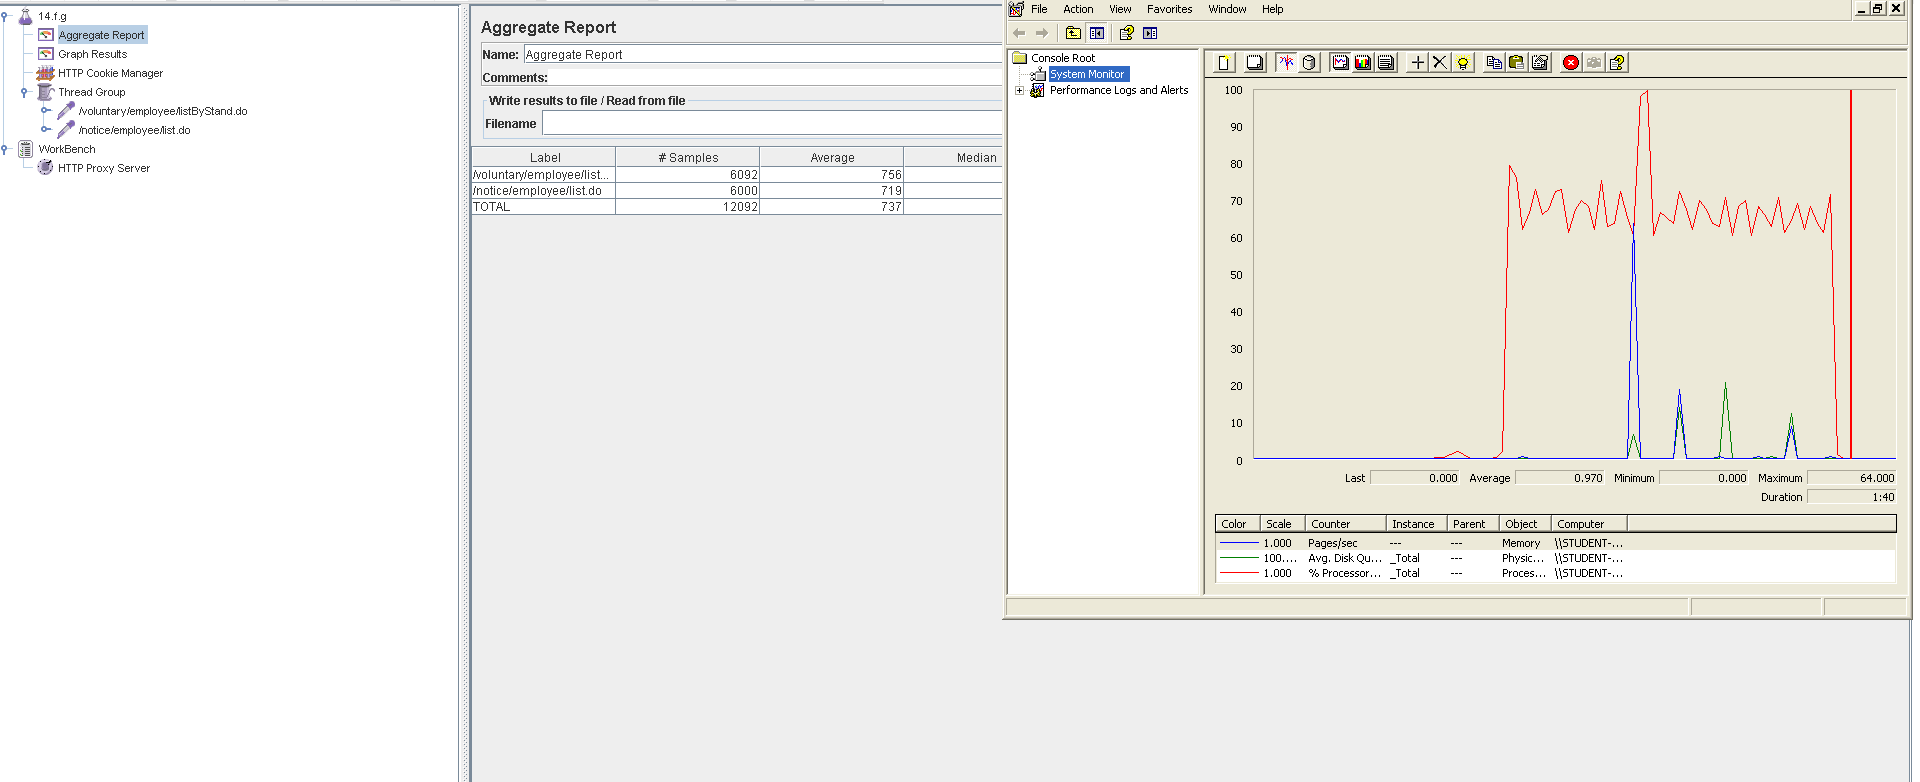 14.f.g
Aggregate Report
Graph Results
HTTP Cookie Manager
Thread Group
/voluntary/employee/listByStand.do
/notice/employee/list.do
WorkBench
HTTP Proxy Server
Aggregate Report
Name: Aggregate Report
Comments:
Write results to file / Read from file
Filename
Label # Samples Average Median
/voluntary/employee/list... 6092 756
/notice/employee/list.do 6000 719
TOTAL 12092 737
File Action View Favorites Window Help
Console Root
System Monitor
Performance Logs and Alerts
100
90
80
70
60
50
40
30
20
10
0
Last 0.000 Average 0.970 Minimum 0.000 Maximum 64.000
Duration 1:40
Color Scale Counter Instance Parent Object Computer
1.000 Pages/sec --- --- Memory \\STUDENT-...
100.... Avg. Disk Qu... _Total --- Physic... \\STUDENT-...
1.000 % Processor... _Total --- Proces... \\STUDENT-...